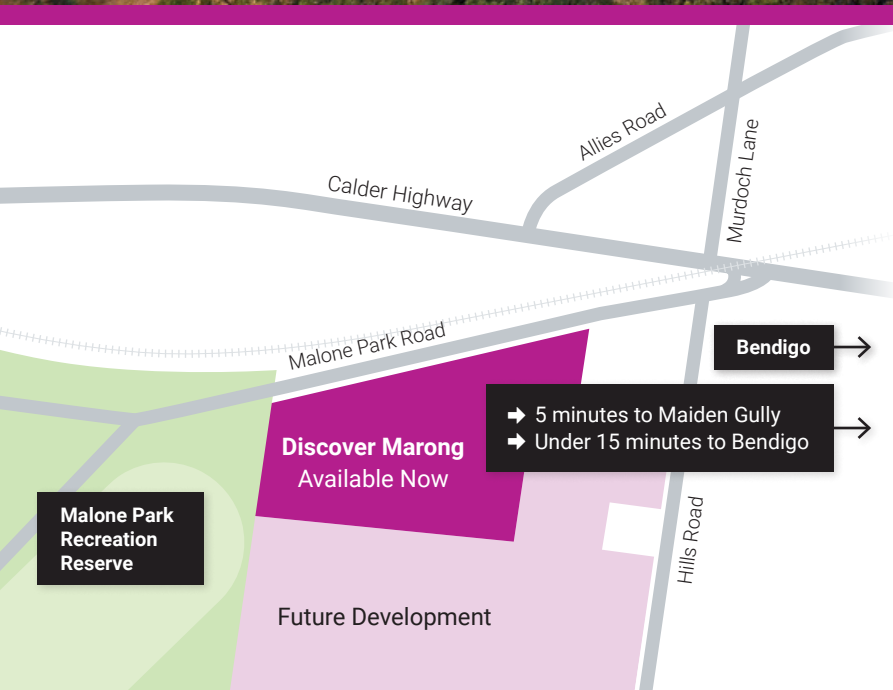 Allies Road
Murdoch Lane
Calder Highway
Malone Park Road
Bendigo
5 minutes to Maiden Gully
Under 15 minutes to Bendigo
Discover Marong
Available Now
Malone Park
Recreation
Reserve
Hills Road
Future Development